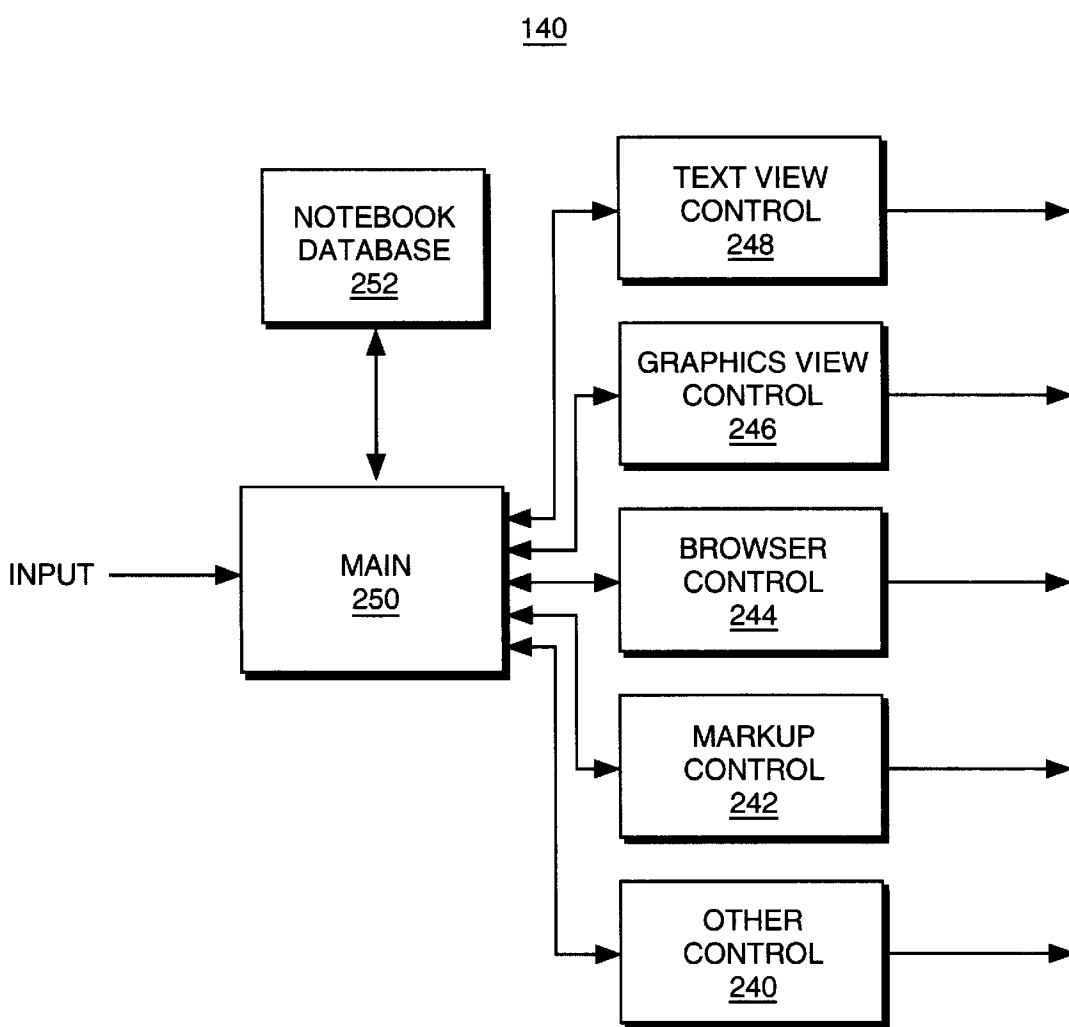 140
NOTEBOOK
DATABASE
252
INPUT
MAIN
250
TEXT VIEW
CONTROL
248
GRAPHICS VIEW
CONTROL
246
BROWSER
CONTROL
244
MARKUP
CONTROL
242
OTHER
CONTROL
240